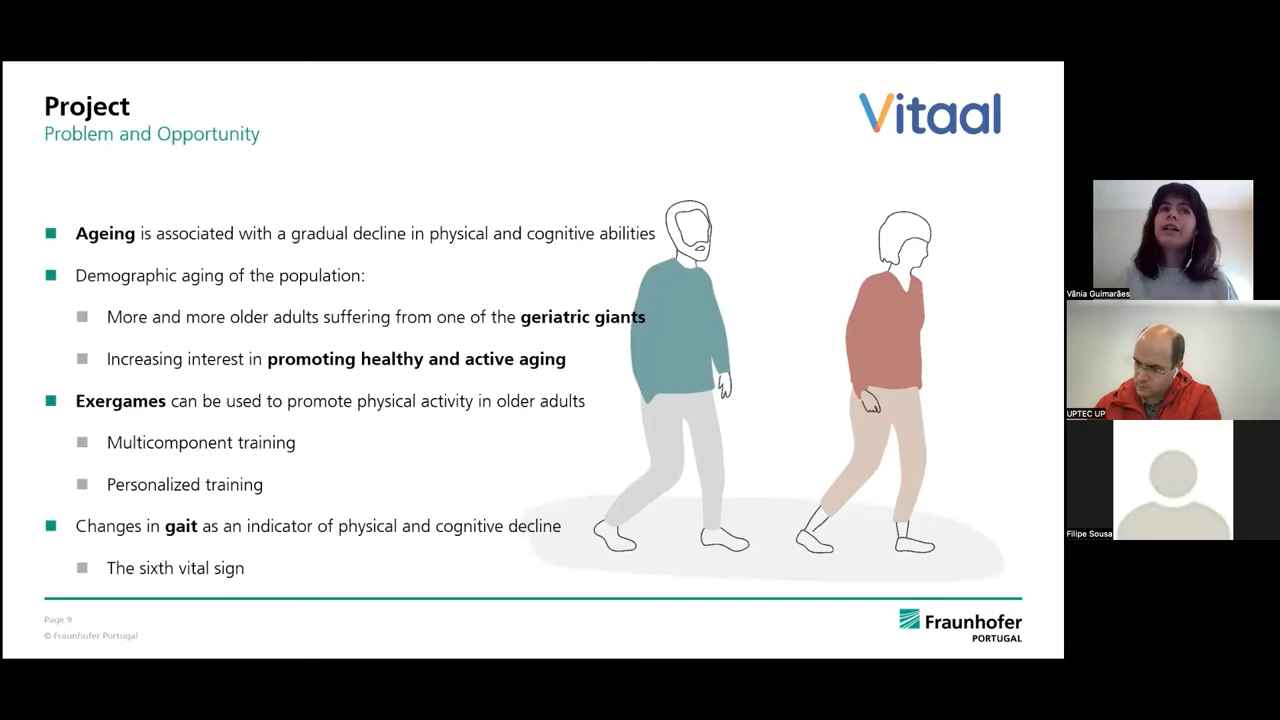 Project
Problem and Opportunity
Vitaal
Ageing is associated with a gradual decline in physical and cognitive abilities
Demographic aging of the population:
More and more older adults suffering from one of the geriatric giants
Increasing interest in promoting healthy and active aging
Exergames can be used to promote physical activity in older adults
Multicomponent training
Personalized training
Changes in gait as an indicator of physical and cognitive decline
The sixth vital sign
Page 9
© Fraunhofer Portugal
Fraunhofer
PORTUGAL
Vânia Guimarães
UPTEC UP
Filipe Sousa